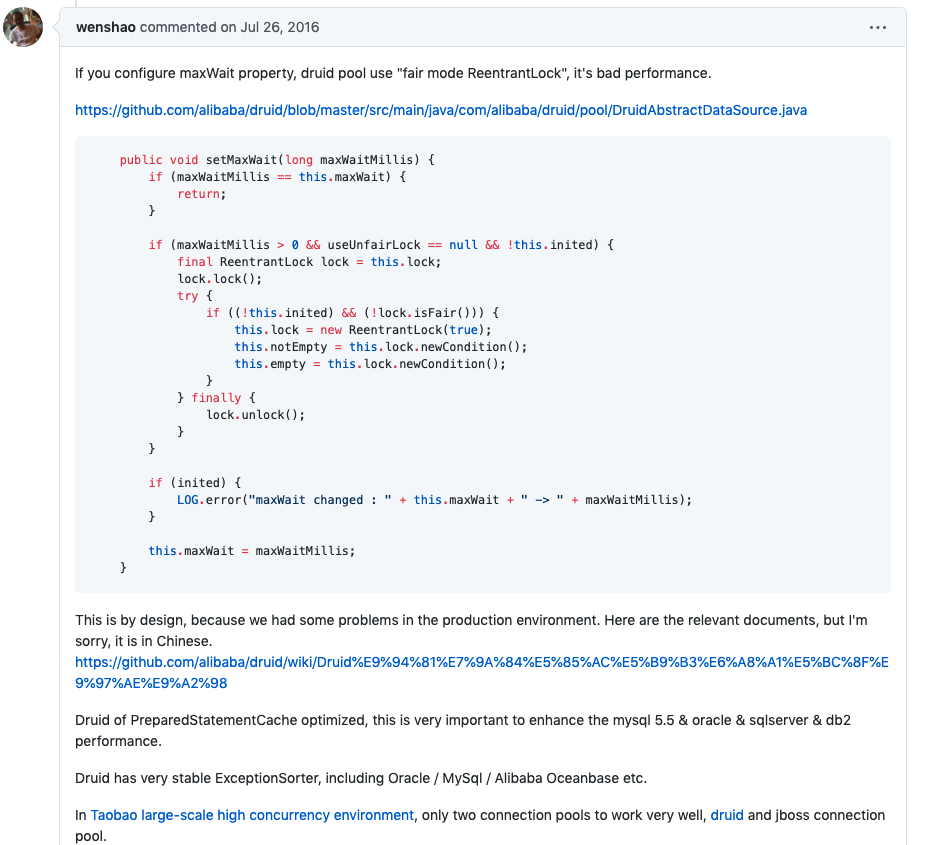 wenshao commented on Jul 26, 2016
If you configure maxWait property, druid pool use "fair mode ReentrantLock", it's bad performance.
https://github.com/alibaba/druid/blob/master/src/main/java/com/alibaba/druid/pool/DruidAbstractDataSource.java
public void setMaxWait(long maxWaitMillis) {
if (maxWaitMillis == this.maxWait) {
return;
}
if (maxWaitMillis > 0 && useUnfairLock == null && !this.inited) {
final ReentrantLock lock = this.lock;
lock.lock();
try {
if ((!this.inited) && (!lock.isFair())) {
this.lock = new ReentrantLock(true);
this.notEmpty = this.lock.newCondition();
this.empty = this.lock.newCondition();
}
} finally {
lock.unlock();
}
}
if (inited) {
LOG.error("maxWait changed : " + this.maxWait + " -> " + maxWaitMillis);
}
this.maxWait = maxWaitMillis;
}
This is by design, because we had some problems in the production environment. Here are the relevant documents, but I'm
sorry, it is in Chinese.
https://github.com/alibaba/druid/wiki/Druid%E9%94%81%E7%9A%84%E5%85%AC%E5%B9%B3%E6%A8%A1%E5%BC%8F%E
9%97%AE%E9%A2%98
Druid of PreparedStatementCache optimized, this is very important to enhance the mysql 5.5 & oracle & sqlserver & db2
performance.
Druid has very stable ExceptionSorter, including Oracle / MySql / Alibaba Oceanbase etc.
In Taobao large-scale high concurrency environment, only two connection pools to work very well, druid and jboss connection
pool.